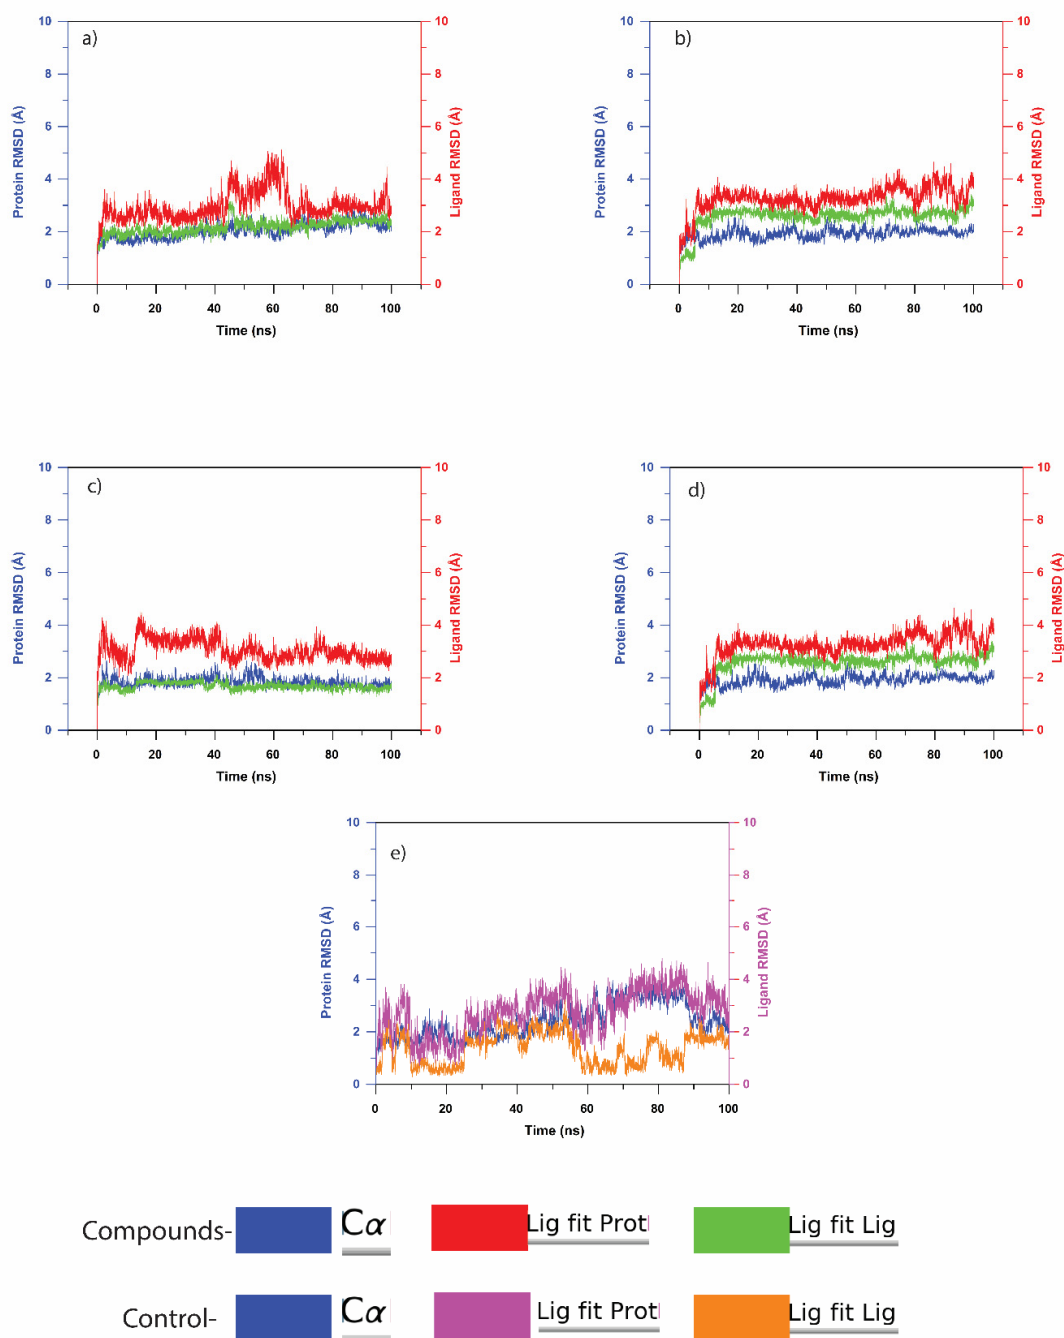 a)
10
8
6
4
2
0
Protein RMSD (Å)
10
8
6
4
2
0
Ligand RMSD (Å)
0 20 40 60 80 100
Time (ns)
b)
10
8
6
4
2
0
Protein RMSD (Å)
10
8
6
4
2
0
Ligand RMSD (Å)
0 20 40 60 80 100
Time (ns)
c)
10
8
6
4
2
0
Protein RMSD (Å)
10
8
6
4
2
0
Ligand RMSD (Å)
0 20 40 60 80 100
Time (ns)
d)
10
8
6
4
2
0
Protein RMSD (Å)
10
8
6
4
2
0
Ligand RMSD (Å)
0 20 40 60 80 100
Time (ns)
e)
10
8
6
4
2
0
Protein RMSD (Å)
10
8
6
4
2
0
Ligand RMSD (Å)
0 20 40 60 80 100
Time (ns)
Compounds- Cα Lig fit Prot Lig fit Lig
Control- Cα Lig fit Prot Lig fit Lig